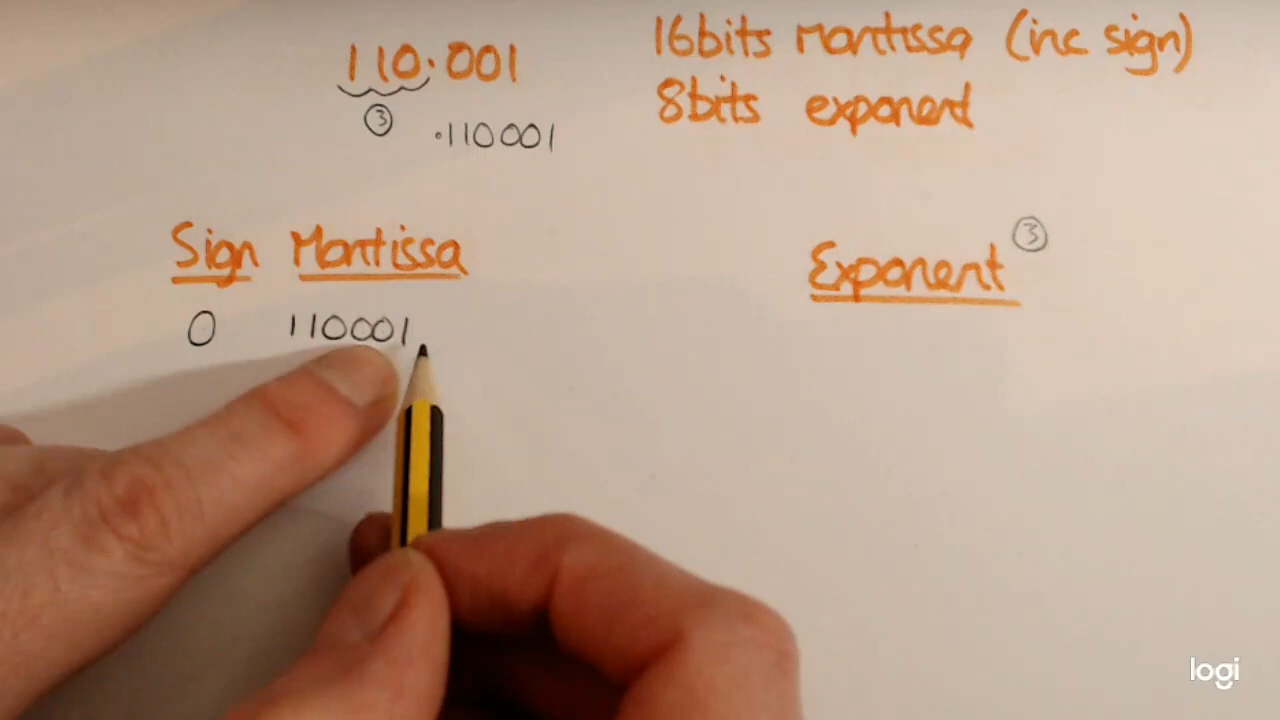 110.001
16bits Mantissa (inc sign)
8bits exponent
3
.110001
Sign Mantissa
Exponent 3
0 110001
logi